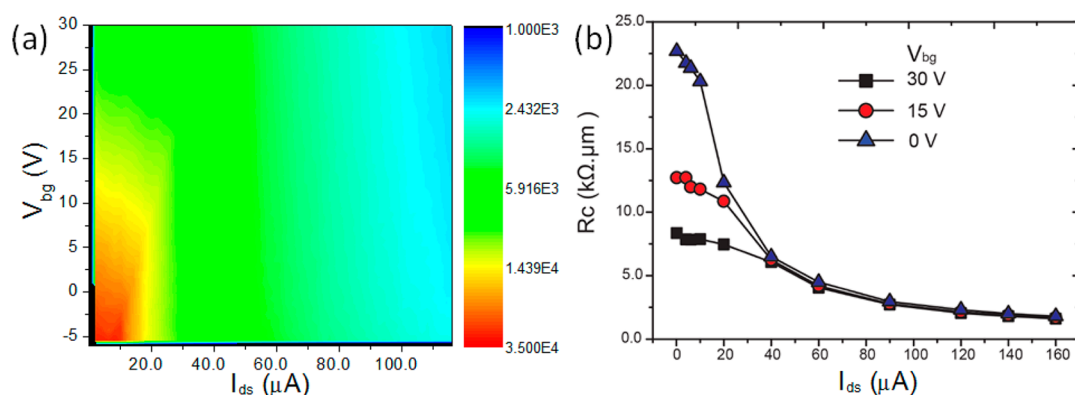 (a)
V_bg (V)
30
25
20
15
10
5
0
-5
20.0 40.0 60.0 80.0 100.0
I_ds (μA)
1.000E3
2.432E3
5.916E3
1.439E4
3.500E4
(b)
Rc (kΩ.μm)
25.0
20.0
15.0
10.0
5.0
0.0
V_bg
30 V
15 V
0 V
0 20 40 60 80 100 120 140 160
I_ds (μA)